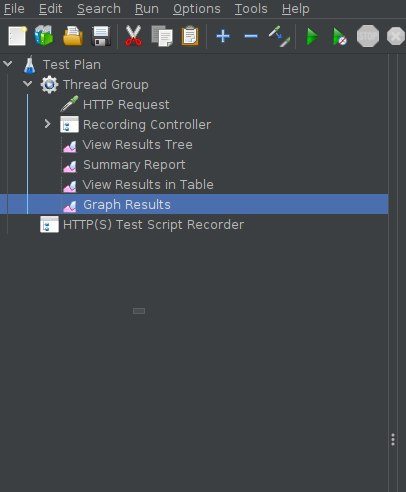 File Edit Search Run Options Tools Help
STOP
Test Plan
Thread Group
HTTP Request
Recording Controller
View Results Tree
Summary Report
View Results in Table
Graph Results
HTTP(S) Test Script Recorder